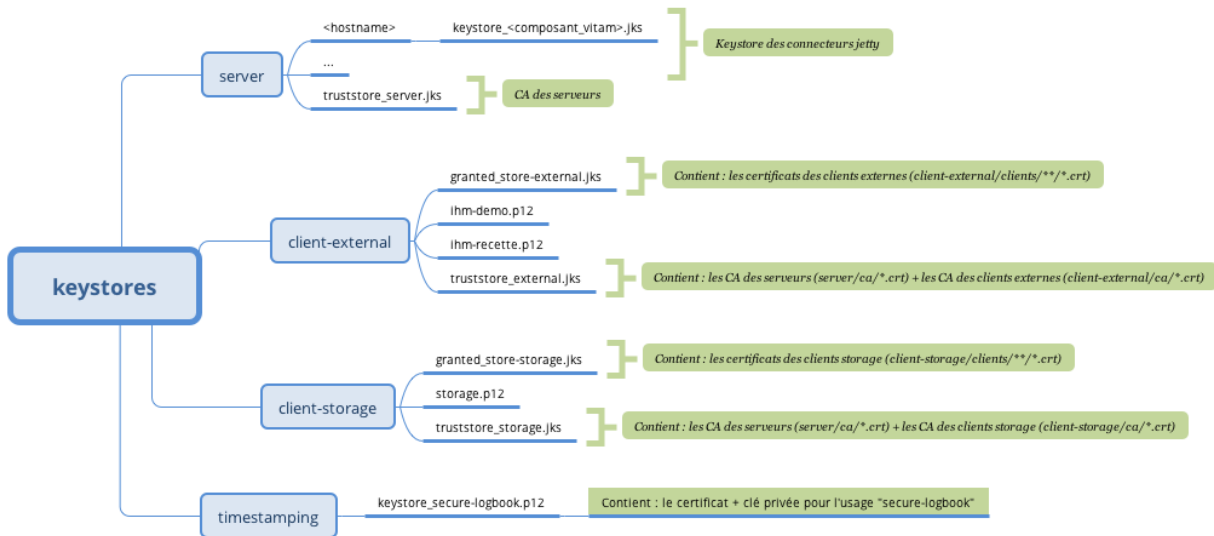 <hostname>
keystore_<composant_vitam>.jks
Keystore des connecteurs jetty
...
server
truststore_server.jks
CA des serveurs
granted_store-external.jks
Contient : les certificats des clients externes (client-external/clients/**/*.crt)
ihm-demo.p12
client-external
ihm-recette.p12
truststore_external.jks
Contient : les CA des serveurs (server/ca/*.crt) + les CA des clients externes (client-external/ca/*.crt)
keystores
granted_store-storage.jks
Contient : les certificats des clients storage (client-storage/clients/**/*.crt)
storage.p12
client-storage
truststore_storage.jks
Contient : les CA des serveurs (server/ca/*.crt) + les CA des clients storage (client-storage/ca/*.crt)
timestamping
keystore_secure-logbook.p12
Contient : le certificat + clé privée pour l'usage "secure-logbook"